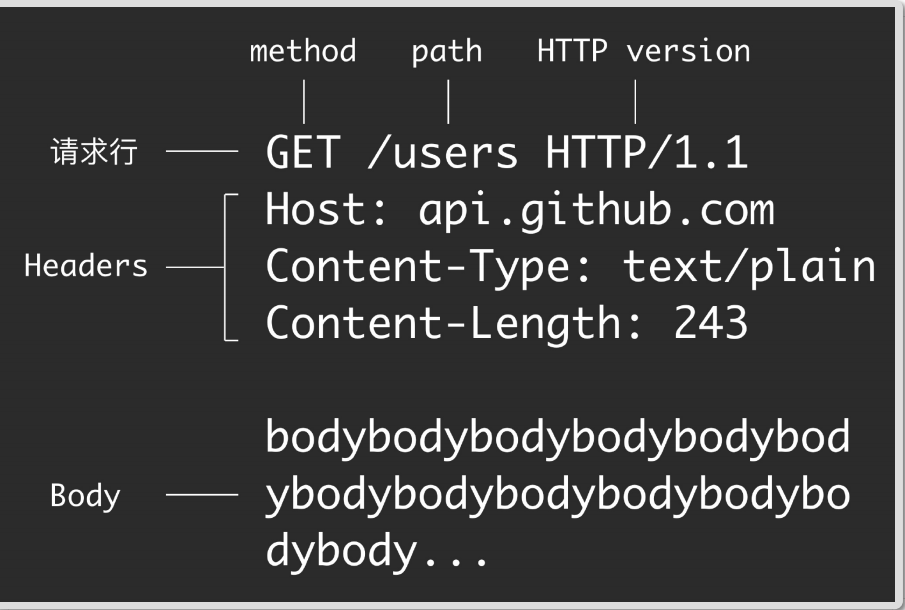 method path HTTP version
请求行 GET /users HTTP/1.1
Host: api.github.com
Headers Content-Type: text/plain
Content-Length: 243
bodybodybodybodybodybod
Body ybodybodybodybodybodybo
dybody...